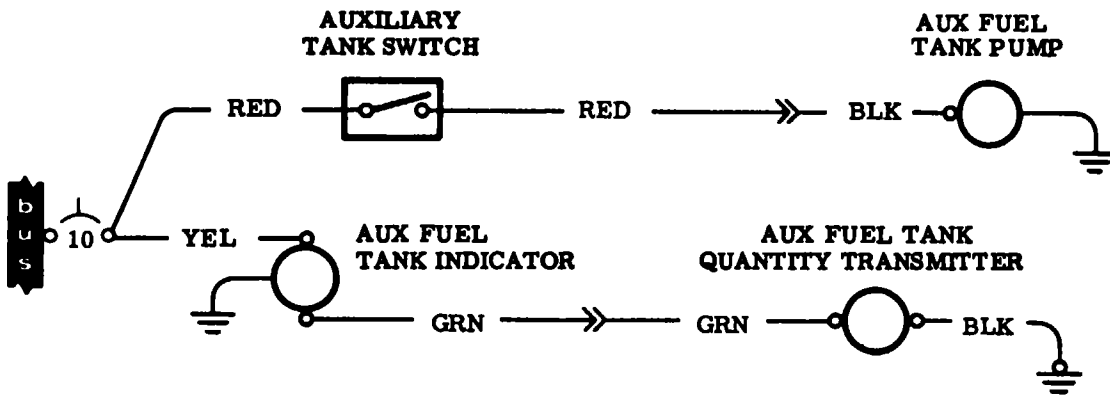 AUXILIARY
TANK SWITCH
AUX FUEL
TANK PUMP
RED
RED
BLK
bus
10
YEL
AUX FUEL
TANK INDICATOR
AUX FUEL TANK
QUANTITY TRANSMITTER
GRN
GRN
BLK